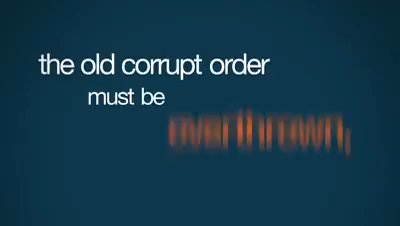 the old corrupt order
must be
overthrown,